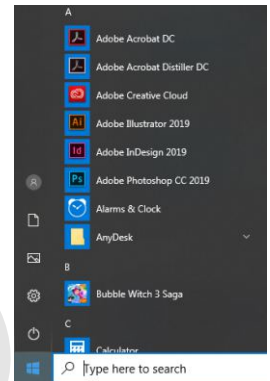 A
Adobe Acrobat DC
Adobe Acrobat Distiller DC
Adobe Creative Cloud
Ai Adobe Illustrator 2019
Id Adobe InDesign 2019
Ps Adobe Photoshop CC 2019
Alarms & Clock
AnyDesk
B
Bubble Witch 3 Saga
C
Calculator
R
Type here to search